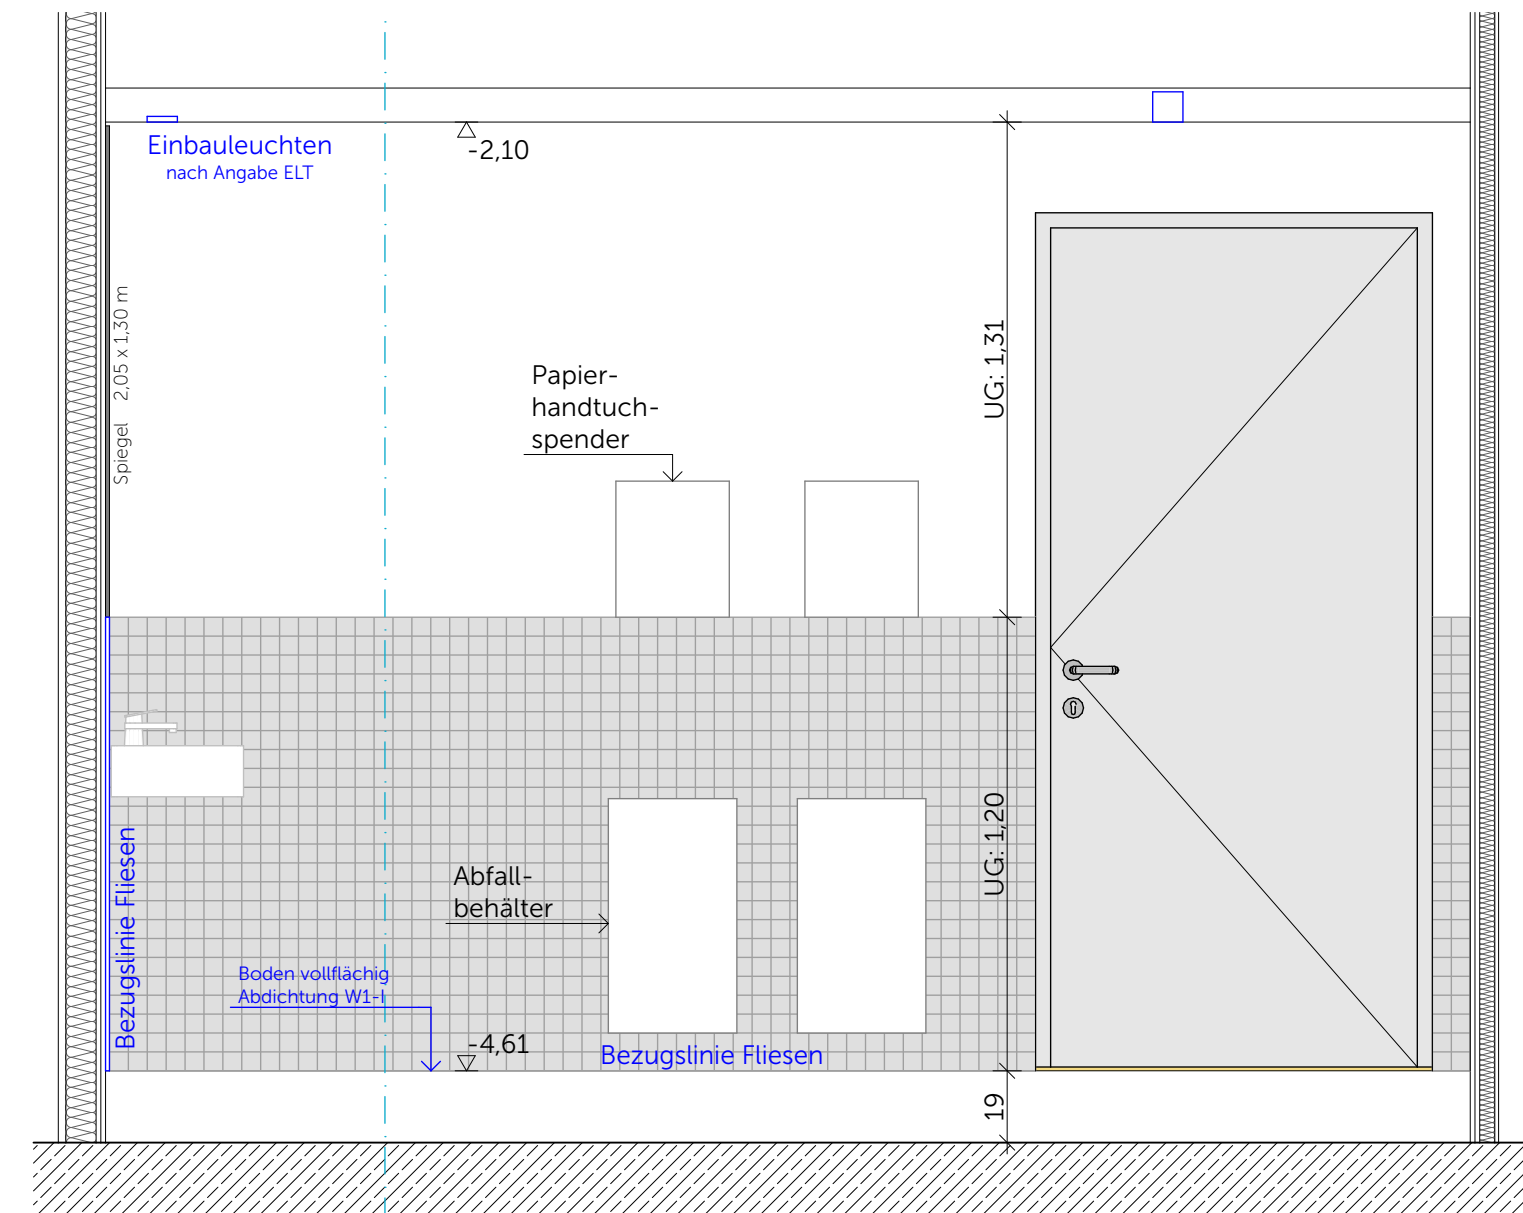 Einbauleuchten
nach Angabe ELT
-2,10
Spiegel 2,05 x 1,30 m
UG: 1,31
Papier-
handtuch-
spender
UG: 1,20
Abfall-
behälter
Bezugslinie Fliesen
Boden vollflächig
Abdichtung W1-I
-4,61
Bezugslinie Fliesen
19